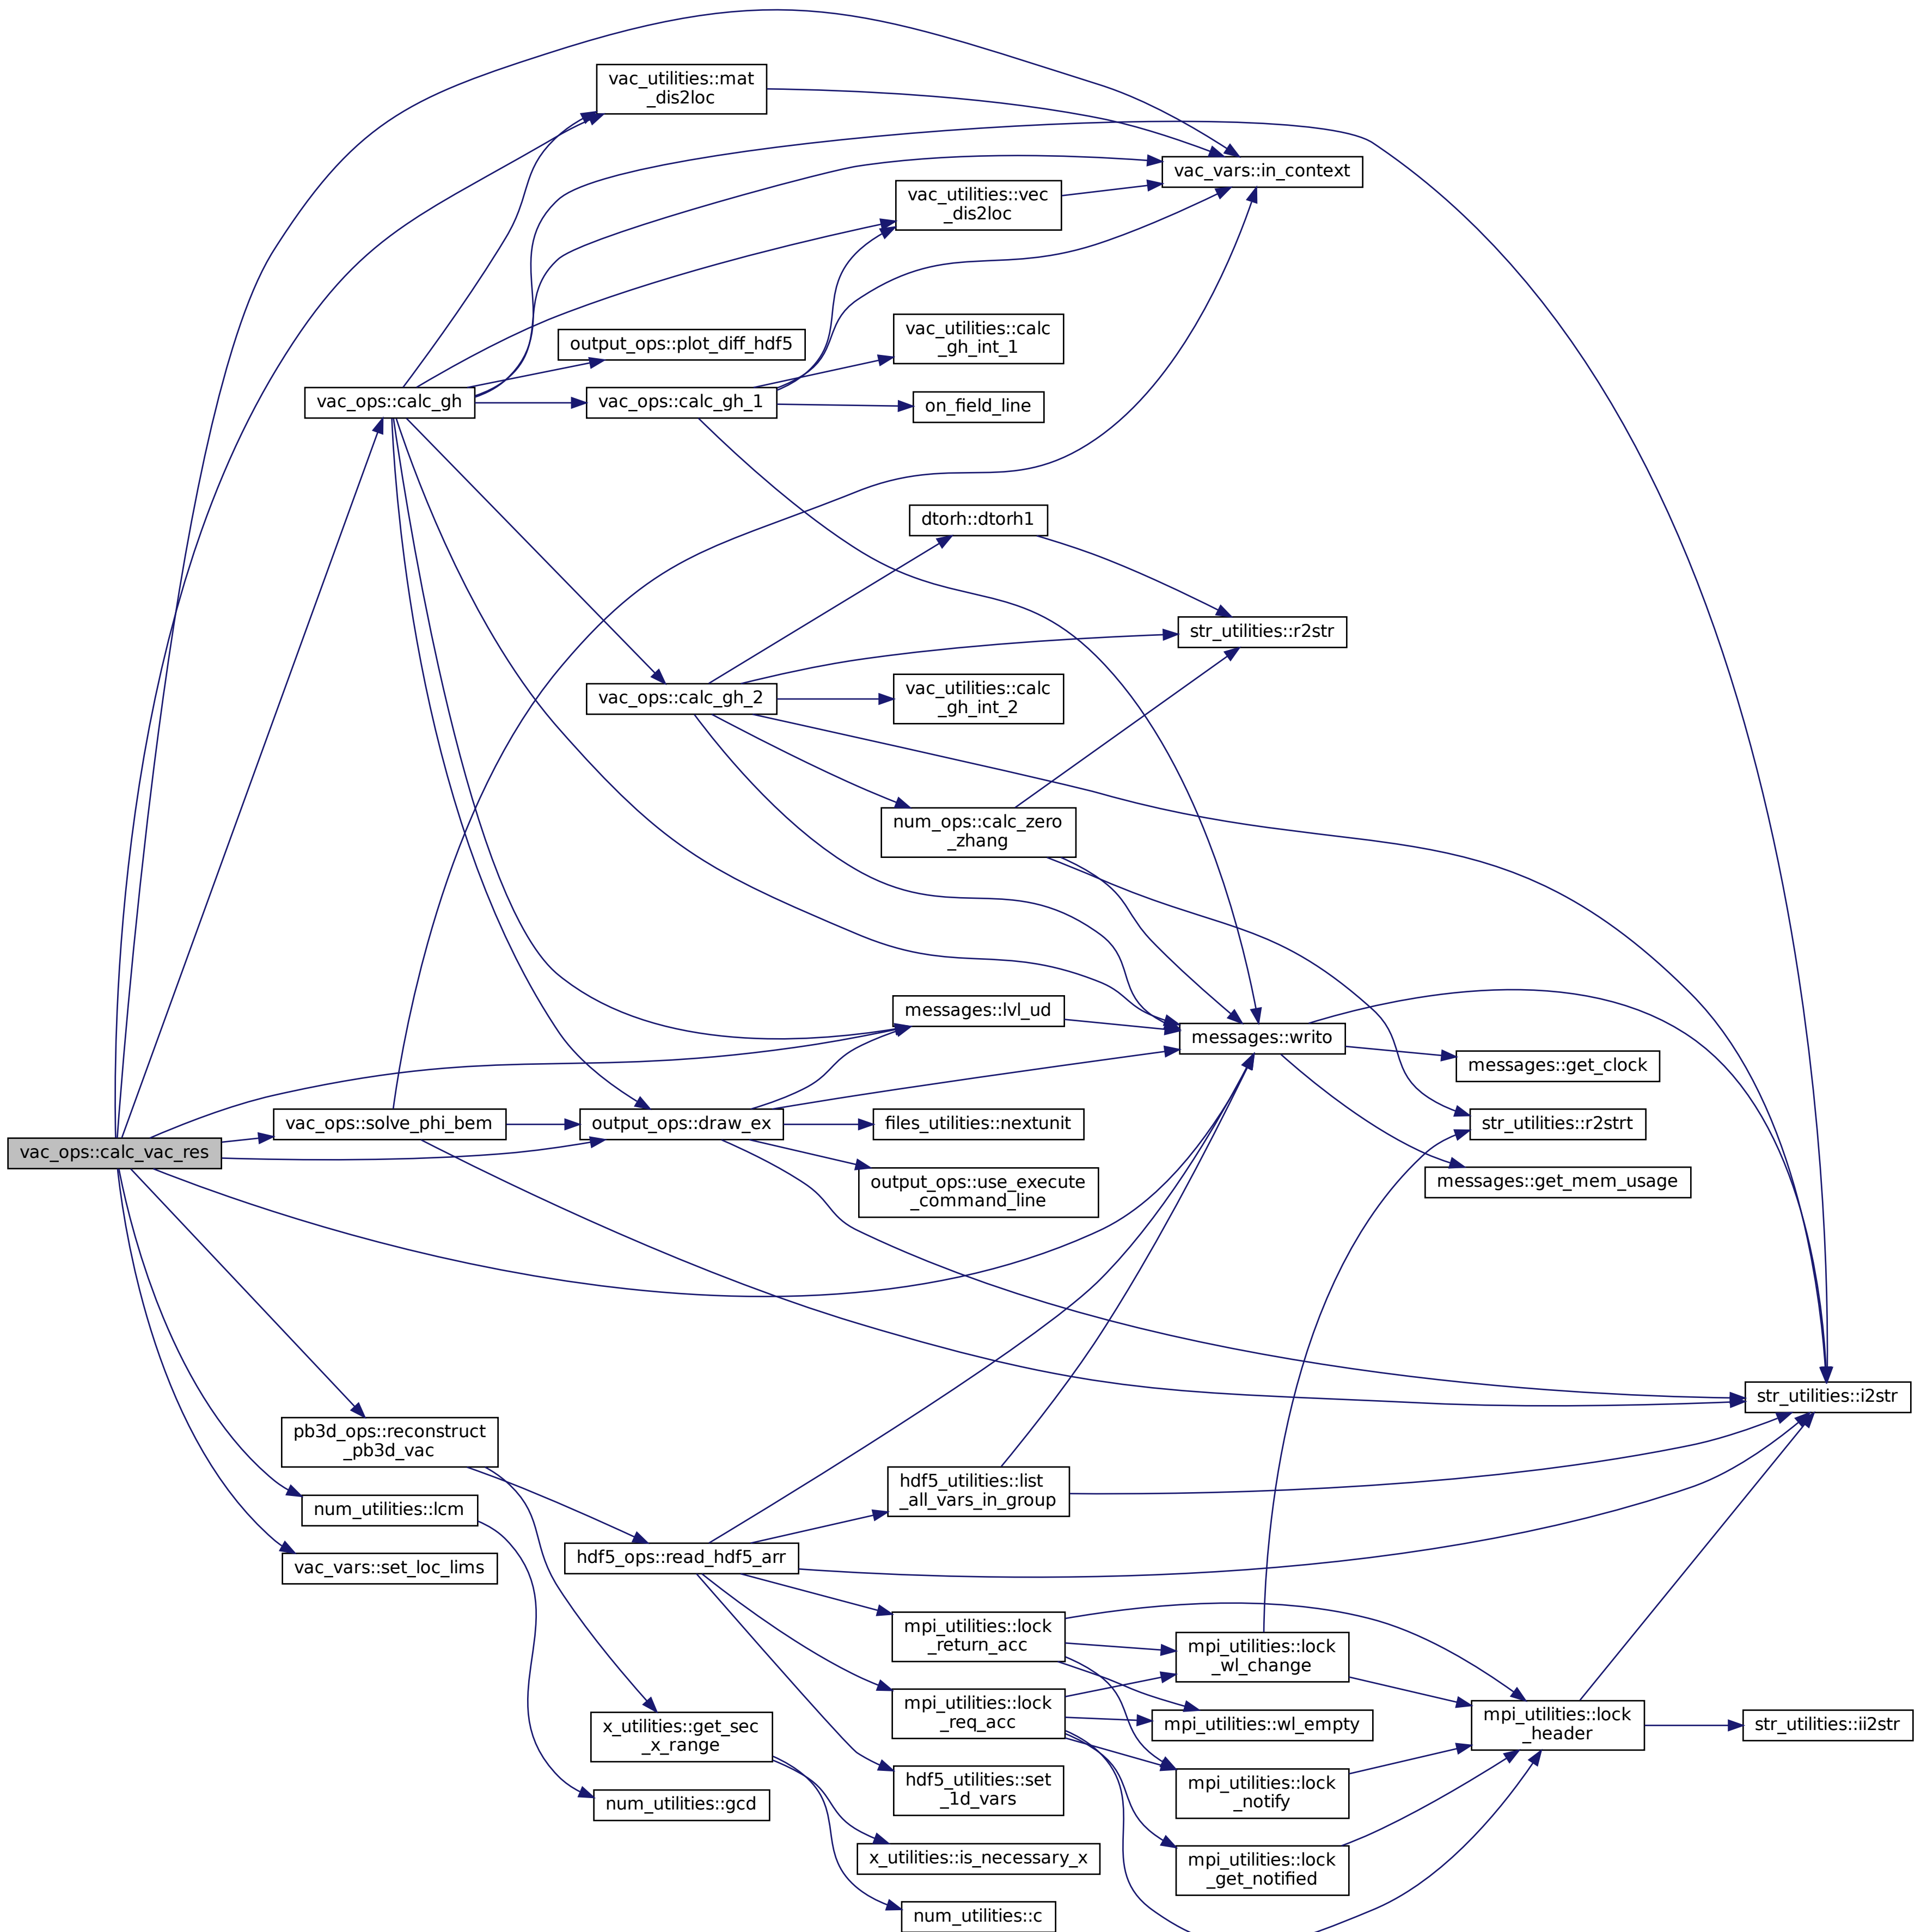 vac_utilities::mat
_dis2loc
vac_vars::in_context
vac_utilities::vec
_dis2loc
vac_utilities::calc
_gh_int_1
output_ops::plot_diff_hdf5
vac_ops::calc_gh
vac_ops::calc_gh_1
on_field_line
dtorh::dtorh1
str_utilities::r2str
vac_ops::calc_gh_2
vac_utilities::calc
_gh_int_2
num_ops::calc_zero
_zhang
messages::lvl_ud
messages::writo
messages::get_clock
vac_ops::solve_phi_bem
output_ops::draw_ex
files_utilities::nextunit
str_utilities::r2strt
vac_ops::calc_vac_res
output_ops::use_execute
_command_line
messages::get_mem_usage
str_utilities::i2str
pb3d_ops::reconstruct
_pb3d_vac
hdf5_utilities::list
_all_vars_in_group
num_utilities::lcm
hdf5_ops::read_hdf5_arr
vac_vars::set_loc_lims
mpi_utilities::lock
_return_acc
mpi_utilities::lock
_wl_change
mpi_utilities::lock
_req_acc
mpi_utilities::wl_empty
mpi_utilities::lock
_header
str_utilities::ii2str
x_utilities::get_sec
_x_range
hdf5_utilities::set
_1d_vars
mpi_utilities::lock
_notify
num_utilities::gcd
x_utilities::is_necessary_x
mpi_utilities::lock
_get_notified
num_utilities::c